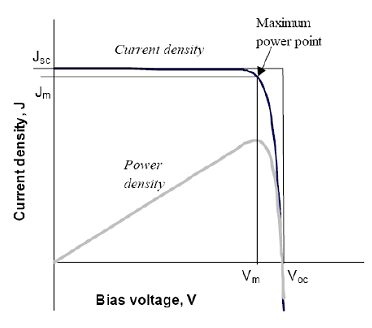 Maximum
power point
Current density
Jsc
Jm
Power
density
Current density, J
Vm
Voc
Bias voltage, V